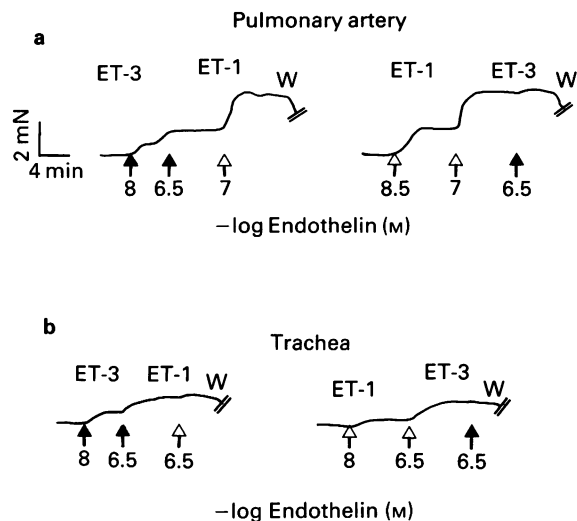 Pulmonary artery
a
ET-3 ET-1 W ET-1 ET-3 W
2 mN
4 min
8 6.5 7 8.5 7 6.5
–log Endothelin (M)
b
Trachea
ET-3 ET-1 W ET-1 ET-3 W
8 6.5 6.5 8 6.5 6.5
–log Endothelin (M)